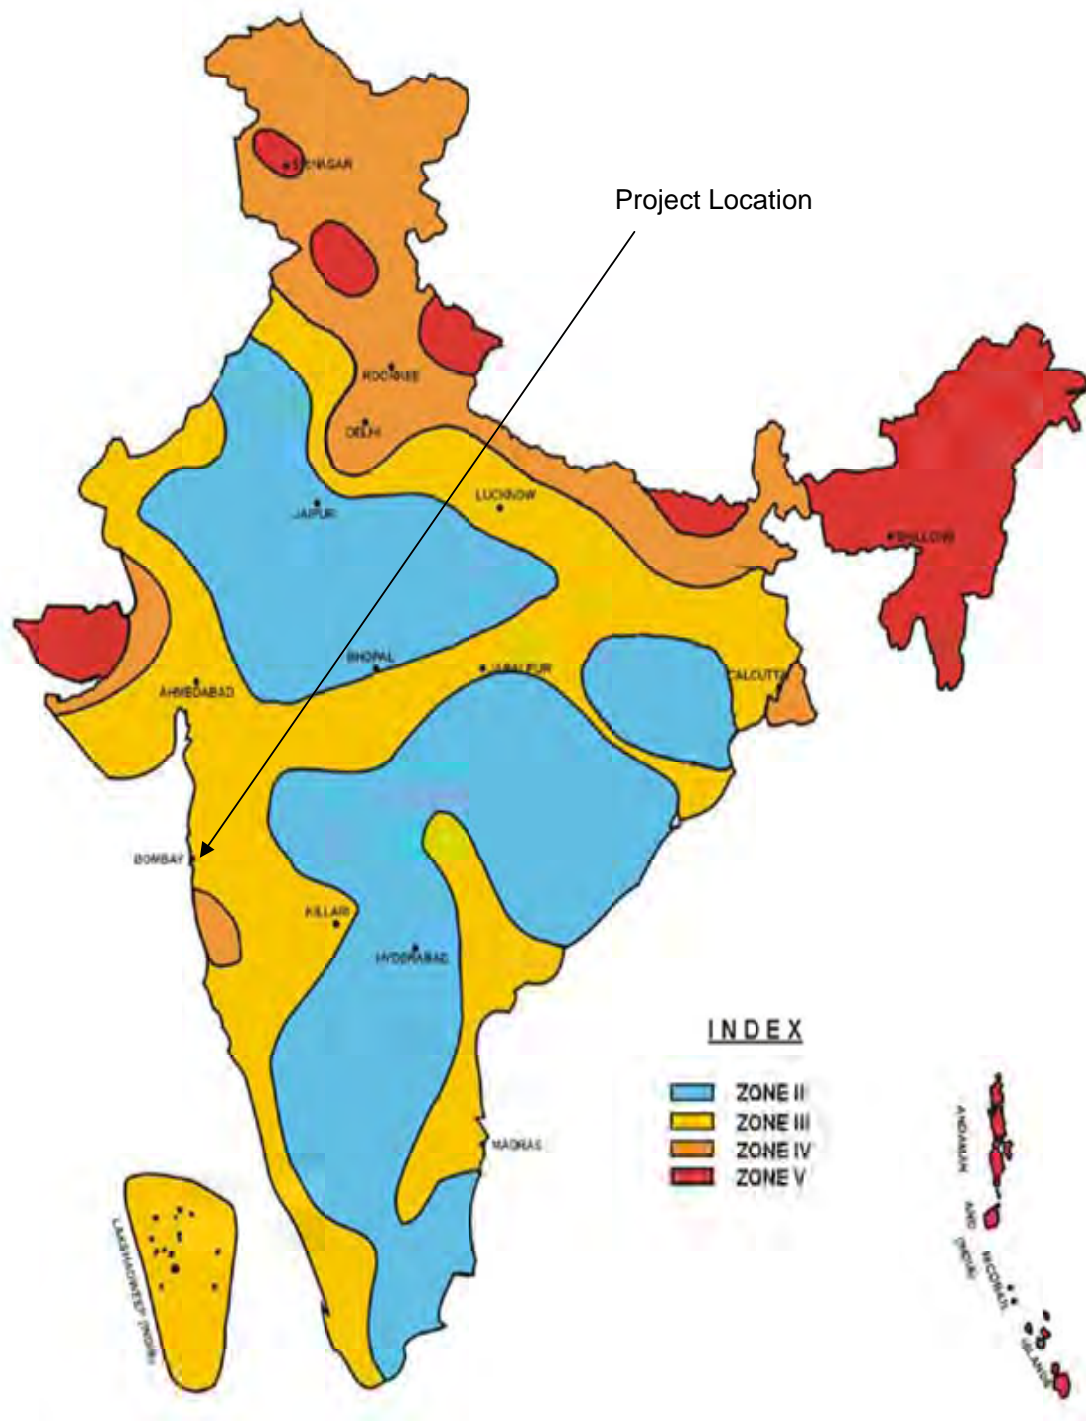 Project Location
SRINAGAR
ROORKEE
DELHI
LUCKNOW
JAIPUR
SHILLONG
BHOPAL
JABALPUR
CALCUTTA
AHMEDABAD
BOMBAY
KILLARI
HYDERABAD
INDEX
ZONE II
ZONE III
ZONE IV
ZONE V
MADRAS
ANDAMAN
AND
(INDIA)
NICOBAR
ISLANDS
LAKSHADWEEP (INDIA)